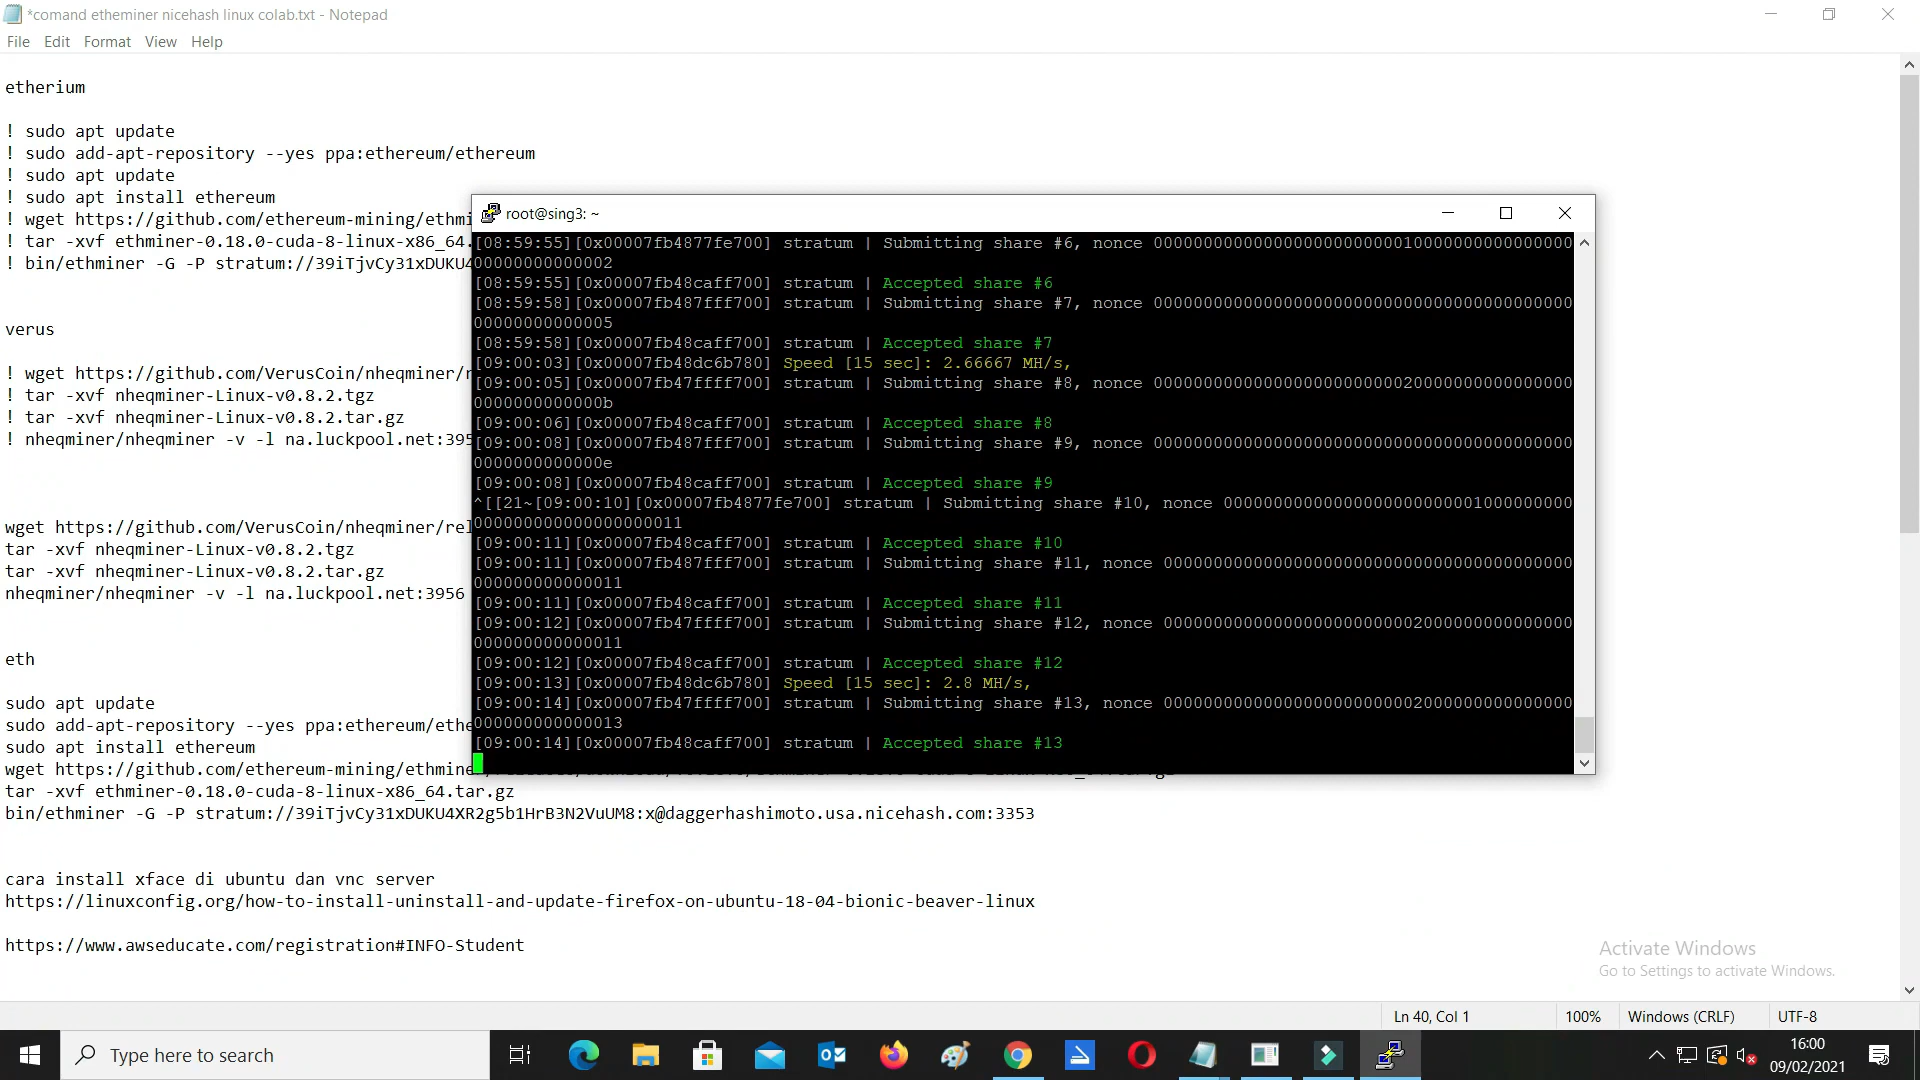 *comand etheminer nicehash linux colab.txt - Notepad
File Edit Format View Help
etherium
! sudo apt update
! sudo add-apt-repository --yes ppa:ethereum/ethereum
! sudo apt update
! sudo apt install ethereum
! wget https://github.com/ethereum-mining/ethmi
! tar -xvf ethminer-0.18.0-cuda-8-linux-x86_64.
! bin/ethminer -G -P stratum://39iTjvCy31xDUKU4
verus
! wget https://github.com/VerusCoin/nheqminer/r
! tar -xvf nheqminer-Linux-v0.8.2.tgz
! tar -xvf nheqminer-Linux-v0.8.2.tar.gz
! nheqminer/nheqminer -v -l na.luckpool.net:395
wget https://github.com/VerusCoin/nheqminer/rel
tar -xvf nheqminer-Linux-v0.8.2.tgz
tar -xvf nheqminer-Linux-v0.8.2.tar.gz
nheqminer/nheqminer -v -l na.luckpool.net:3956
eth
sudo apt update
sudo add-apt-repository --yes ppa:ethereum/ethe
sudo apt install ethereum
wget https://github.com/ethereum-mining/ethmine
tar -xvf ethminer-0.18.0-cuda-8-linux-x86_64.tar.gz
bin/ethminer -G -P stratum://39iTjvCy31xDUKU4XR2g5b1HrB3N2VuUM8:x@daggerhashimoto.usa.nicehash.com:3353
cara install xface di ubuntu dan vnc server
https://linuxconfig.org/how-to-install-uninstall-and-update-firefox-on-ubuntu-18-04-bionic-beaver-linux
https://www.awseducate.com/registration#INFO-Student
root@sing3: ~
[08:59:55][0x00007fb4877fe700] stratum | Submitting share #6, nonce 000000000000000000000000010000000000000000
00000000000002
[08:59:55][0x00007fb48caff700] stratum | Accepted share #6
[08:59:58][0x00007fb487fff700] stratum | Submitting share #7, nonce 000000000000000000000000000000000000000000
00000000000005
[08:59:58][0x00007fb48caff700] stratum | Accepted share #7
[09:00:03][0x00007fb48dc6b780] Speed [15 sec]: 2.66667 MH/s,
[09:00:05][0x00007fb47ffff700] stratum | Submitting share #8, nonce 000000000000000000000000020000000000000000
0000000000000b
[09:00:06][0x00007fb48caff700] stratum | Accepted share #8
[09:00:08][0x00007fb487fff700] stratum | Submitting share #9, nonce 000000000000000000000000000000000000000000
0000000000000e
[09:00:08][0x00007fb48caff700] stratum | Accepted share #9
^[[21~[09:00:10][0x00007fb4877fe700] stratum | Submitting share #10, nonce 00000000000000000000000001000000000
000000000000000000011
[09:00:11][0x00007fb48caff700] stratum | Accepted share #10
[09:00:11][0x00007fb487fff700] stratum | Submitting share #11, nonce 00000000000000000000000000000000000000000
000000000000011
[09:00:11][0x00007fb48caff700] stratum | Accepted share #11
[09:00:12][0x00007fb47ffff700] stratum | Submitting share #12, nonce 00000000000000000000000002000000000000000
000000000000011
[09:00:12][0x00007fb48caff700] stratum | Accepted share #12
[09:00:13][0x00007fb48dc6b780] Speed [15 sec]: 2.8 MH/s,
[09:00:14][0x00007fb47ffff700] stratum | Submitting share #13, nonce 00000000000000000000000002000000000000000
000000000000013
[09:00:14][0x00007fb48caff700] stratum | Accepted share #13
Activate Windows
Go to Settings to activate Windows.
Ln 40, Col 1 100% Windows (CRLF) UTF-8
Type here to search
16:00
09/02/2021